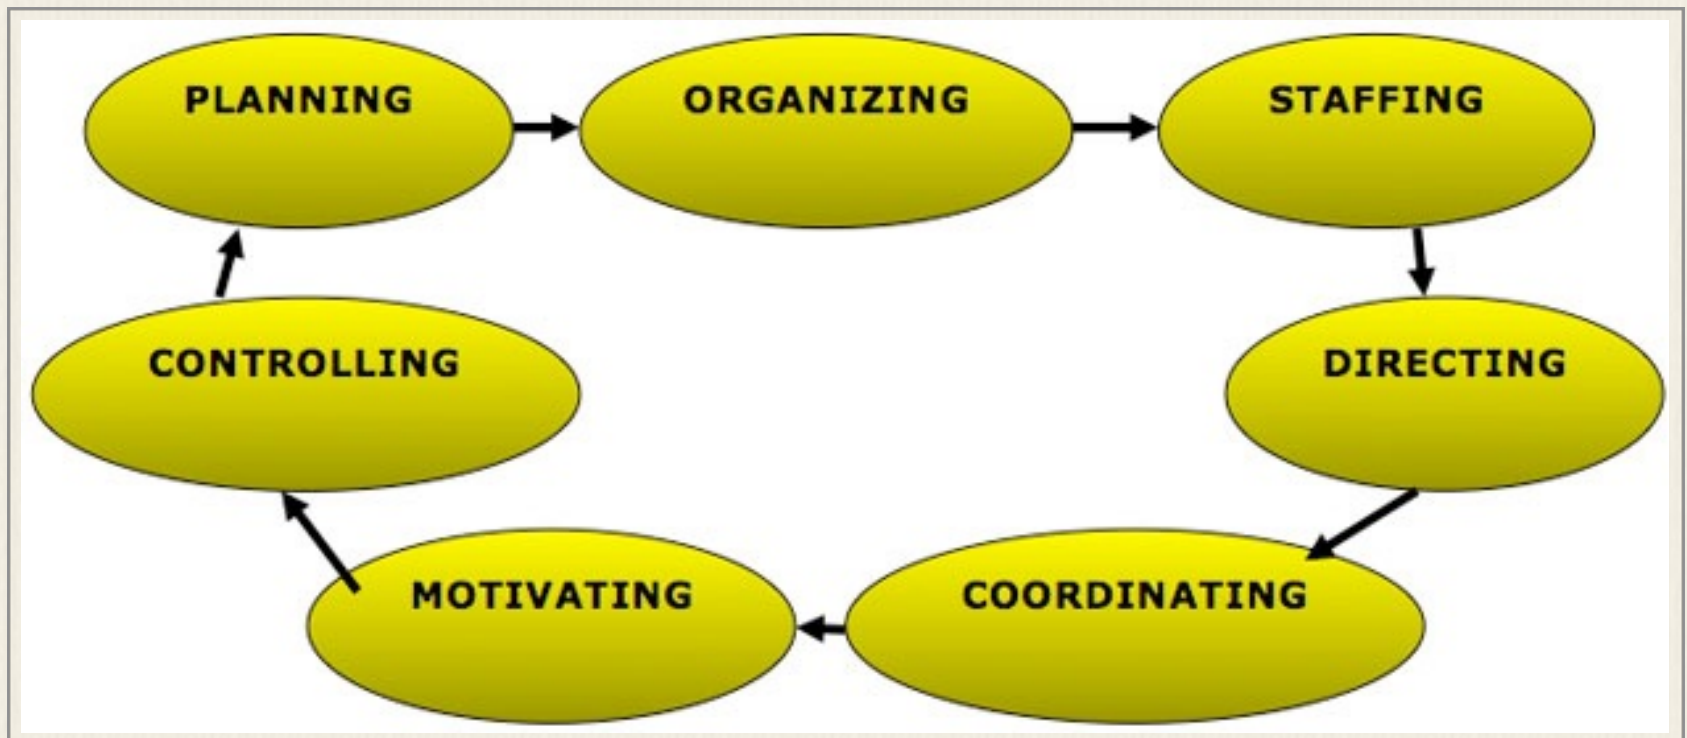 PLANNING
ORGANIZING
STAFFING
DIRECTING
COORDINATING
MOTIVATING
CONTROLLING